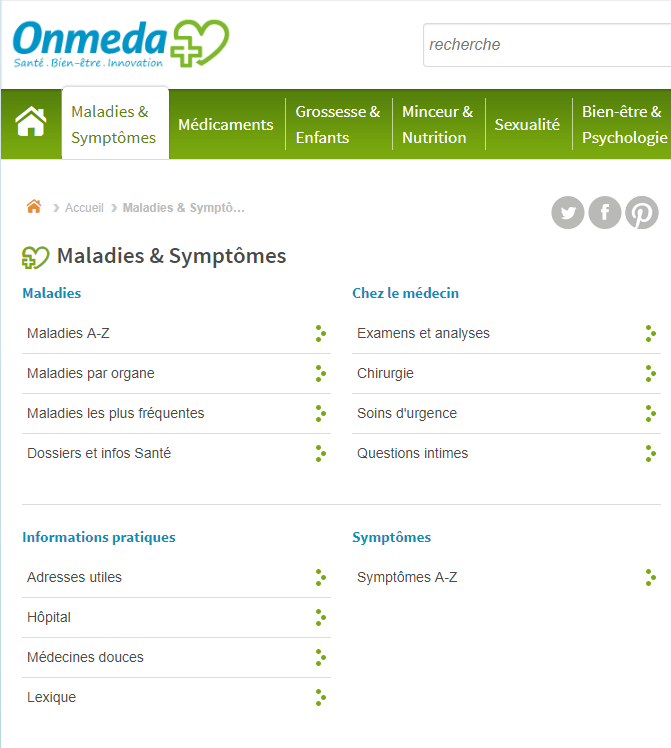 Onmeda
Santé . Bien-être . Innovation
recherche
Maladies &
Symptômes
Médicaments
Grossesse &
Enfants
Minceur &
Nutrition
Sexualité
Bien-être &
Psychologie
Accueil
Maladies & Symptô...
Maladies & Symptômes
Maladies
Maladies A-Z
Maladies par organe
Maladies les plus fréquentes
Dossiers et infos Santé
Chez le médecin
Examens et analyses
Chirurgie
Soins d'urgence
Questions intimes
Informations pratiques
Adresses utiles
Hôpital
Médecines douces
Lexique
Symptômes
Symptômes A-Z